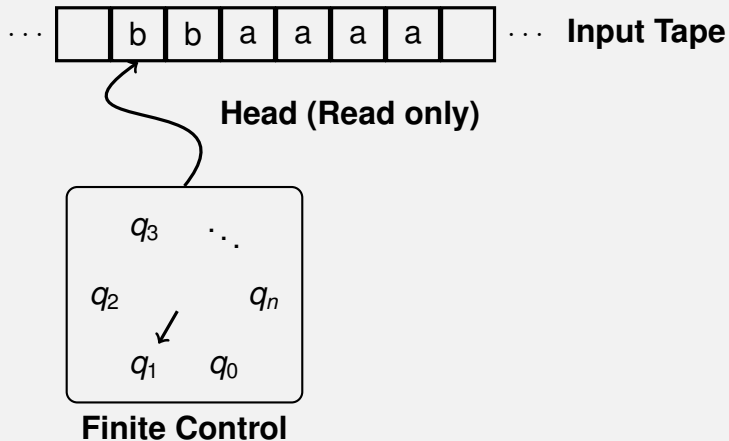 ··· b b a a a a ··· Input Tape
Head (Read only)
q3 ⋱
q2 qn
q1 q0
Finite Control